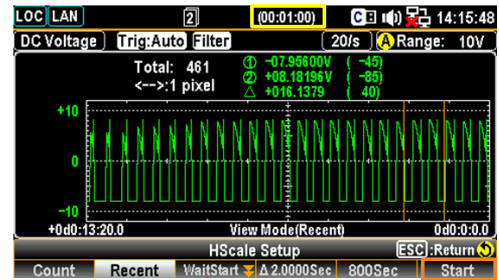 LOC LAN 2 (00:01:00) C 14:15:48
DC Voltage Trig:Auto Filter 20/s A Range: 10V
Total: 461 ① -07.95600V ( -45)
<-->:1 pixel ② +08.18196V ( -85)
△ +016.1379 ( 40)
+10
0
-10
+0d0:13:20.0 View Mode(Recent) 0d0:0:0.0
HScale Setup ESC :Return
Count Recent WaitStart Δ2.0000Sec 800Sec Start